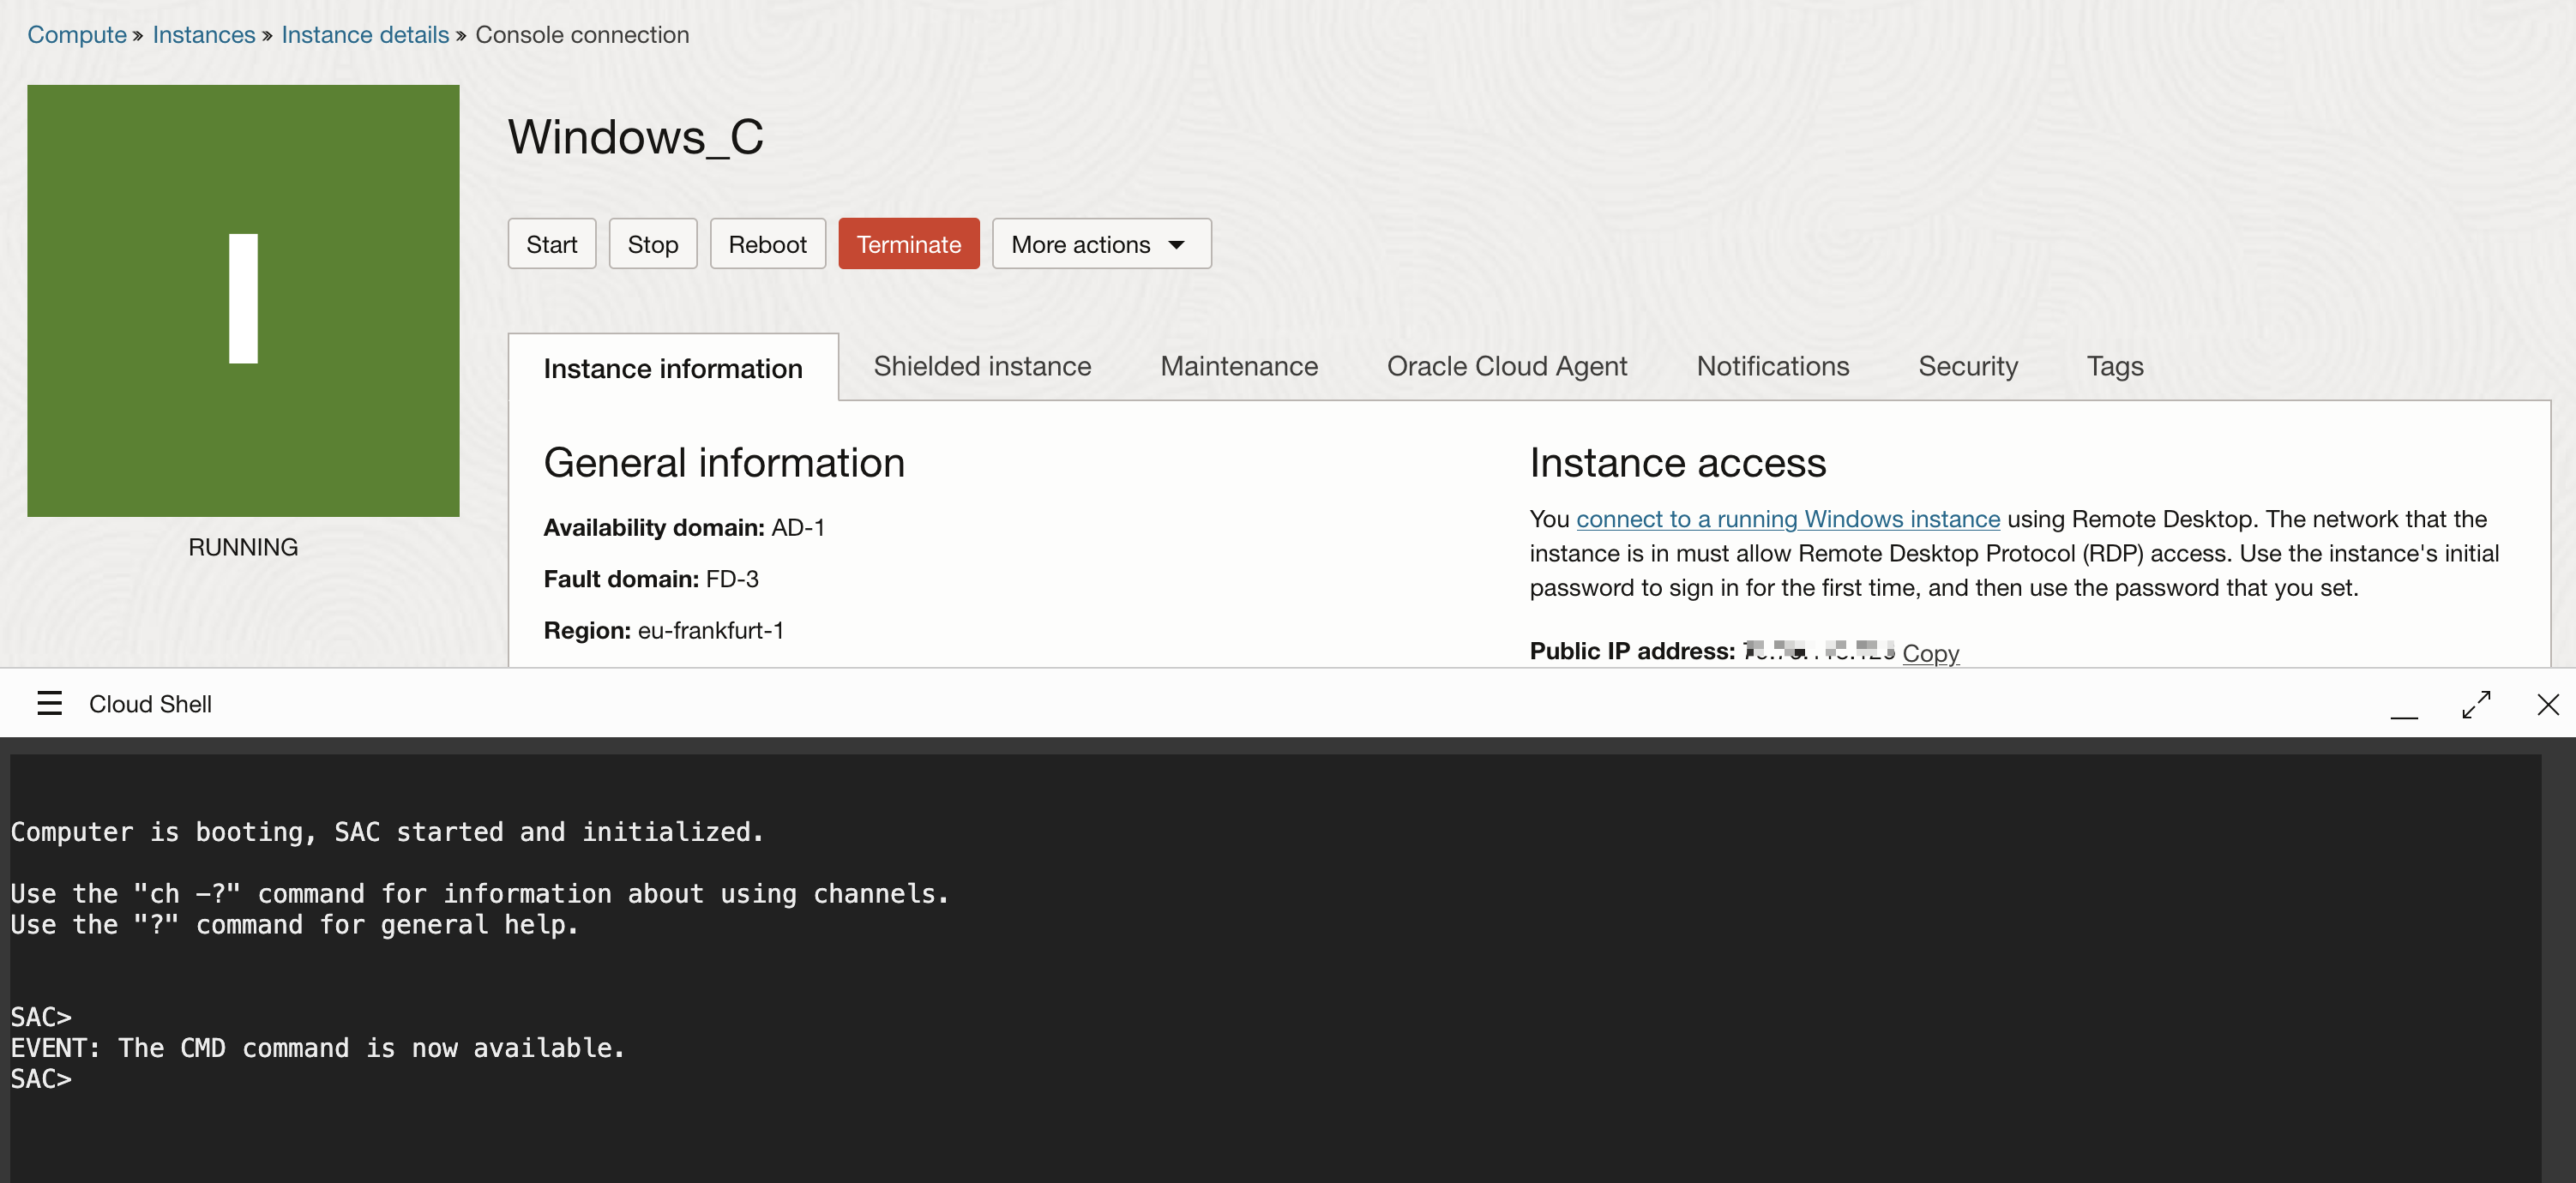 Compute » Instances » Instance details » Console connection
I
RUNNING
Windows_C
Start Stop Reboot Terminate More actions
Instance information Shielded instance Maintenance Oracle Cloud Agent Notifications Security Tags
General information
Availability domain: AD-1
Fault domain: FD-3
Region: eu-frankfurt-1
Instance access
You connect to a running Windows instance using Remote Desktop. The network that the
instance is in must allow Remote Desktop Protocol (RDP) access. Use the instance's initial
password to sign in for the first time, and then use the password that you set.
Public IP address: Copy
Cloud Shell
Computer is booting, SAC started and initialized.
Use the "ch -?" command for information about using channels.
Use the "?" command for general help.
SAC>
EVENT: The CMD command is now available.
SAC>